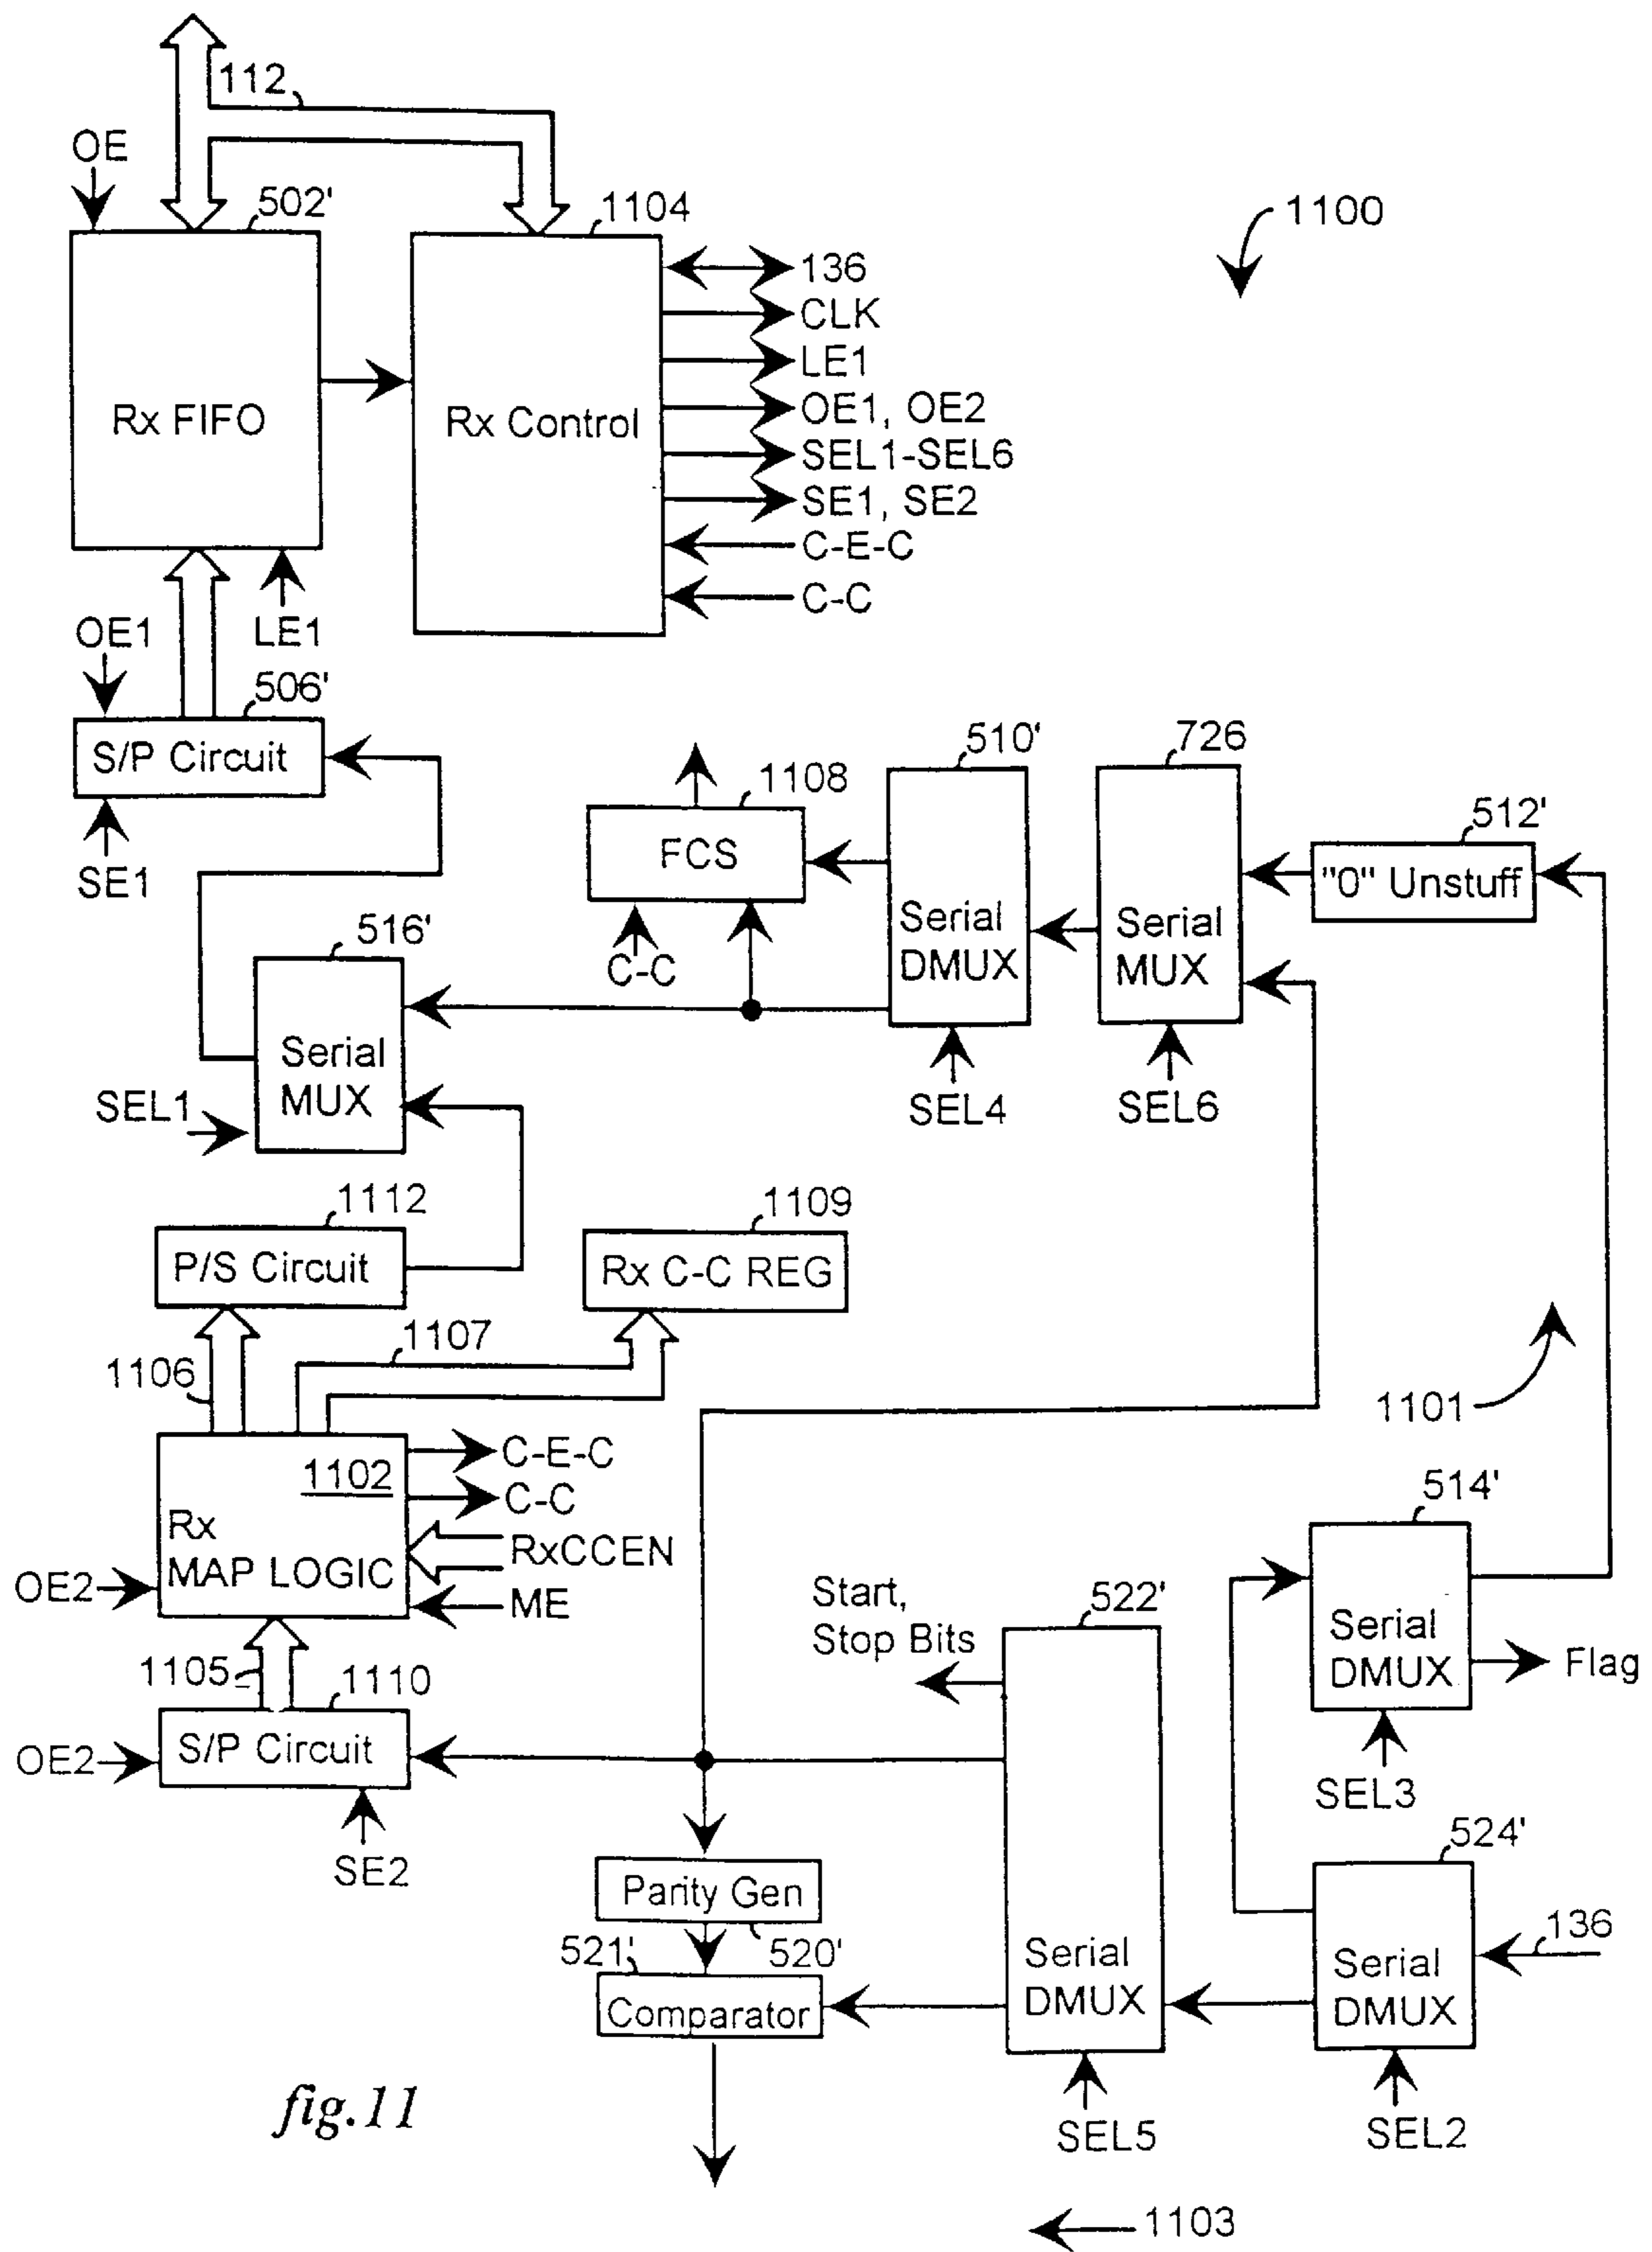 112
OE
502'
1104
1100
136
CLK
LE1
Rx FIFO
Rx Control
OE1, OE2
SEL1-SEL6
SE1, SE2
C-E-C
C-C
OE1
LE1
506'
S/P Circuit
SE1
510'
726
1108
512'
FCS
"0" Unstuff
Serial
DMUX
Serial
MUX
C-C
516'
Serial
MUX
SEL1
SEL4
SEL6
1112
1109
P/S Circuit
Rx C-C REG
1107
1106
1101
1102
C-E-C
C-C
Rx
MAP LOGIC
RxCCEN
OE2
ME
514'
Start,
Stop Bits
522'
Serial
DMUX
Flag
1105
1110
S/P Circuit
OE2
SEL3
SE2
524'
Parity Gen
521'
520'
136
Comparator
Serial
DMUX
Serial
DMUX
fig.11
SEL5
SEL2
1103